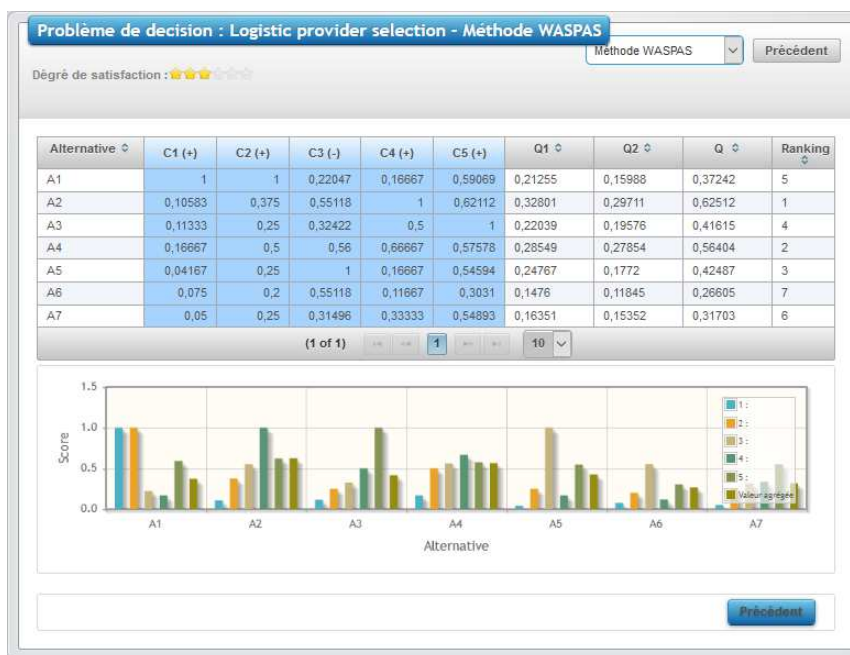 Problème de decision : Logistic provider selection - Méthode WASPAS
Méthode WASPAS
Précédent
Dégré de satisfaction :
Alternative C1 (+) C2 (+) C3 (-) C4 (+) C5 (+) Q1 Q2 Q Ranking
A1 1 1 0,22047 0,16667 0,59069 0,21255 0,15988 0,37242 5
A2 0,10583 0,375 0,55118 1 0,62112 0,32801 0,29711 0,62512 1
A3 0,11333 0,25 0,32422 0,5 1 0,22039 0,19576 0,41615 4
A4 0,16667 0,5 0,56 0,66667 0,57578 0,28549 0,27854 0,56404 2
A5 0,04167 0,25 1 0,16667 0,54594 0,24767 0,1772 0,42487 3
A6 0,075 0,2 0,55118 0,11667 0,3031 0,1476 0,11845 0,26605 7
A7 0,05 0,25 0,31496 0,33333 0,54893 0,16351 0,15352 0,31703 6
(1 of 1) 1 10
1.5
1.0
0.5
0.0
Score
1 :
2 :
3 :
4 :
5 :
Valeur agrégée
A1 A2 A3 A4 A5 A6 A7
Alternative
Précédent